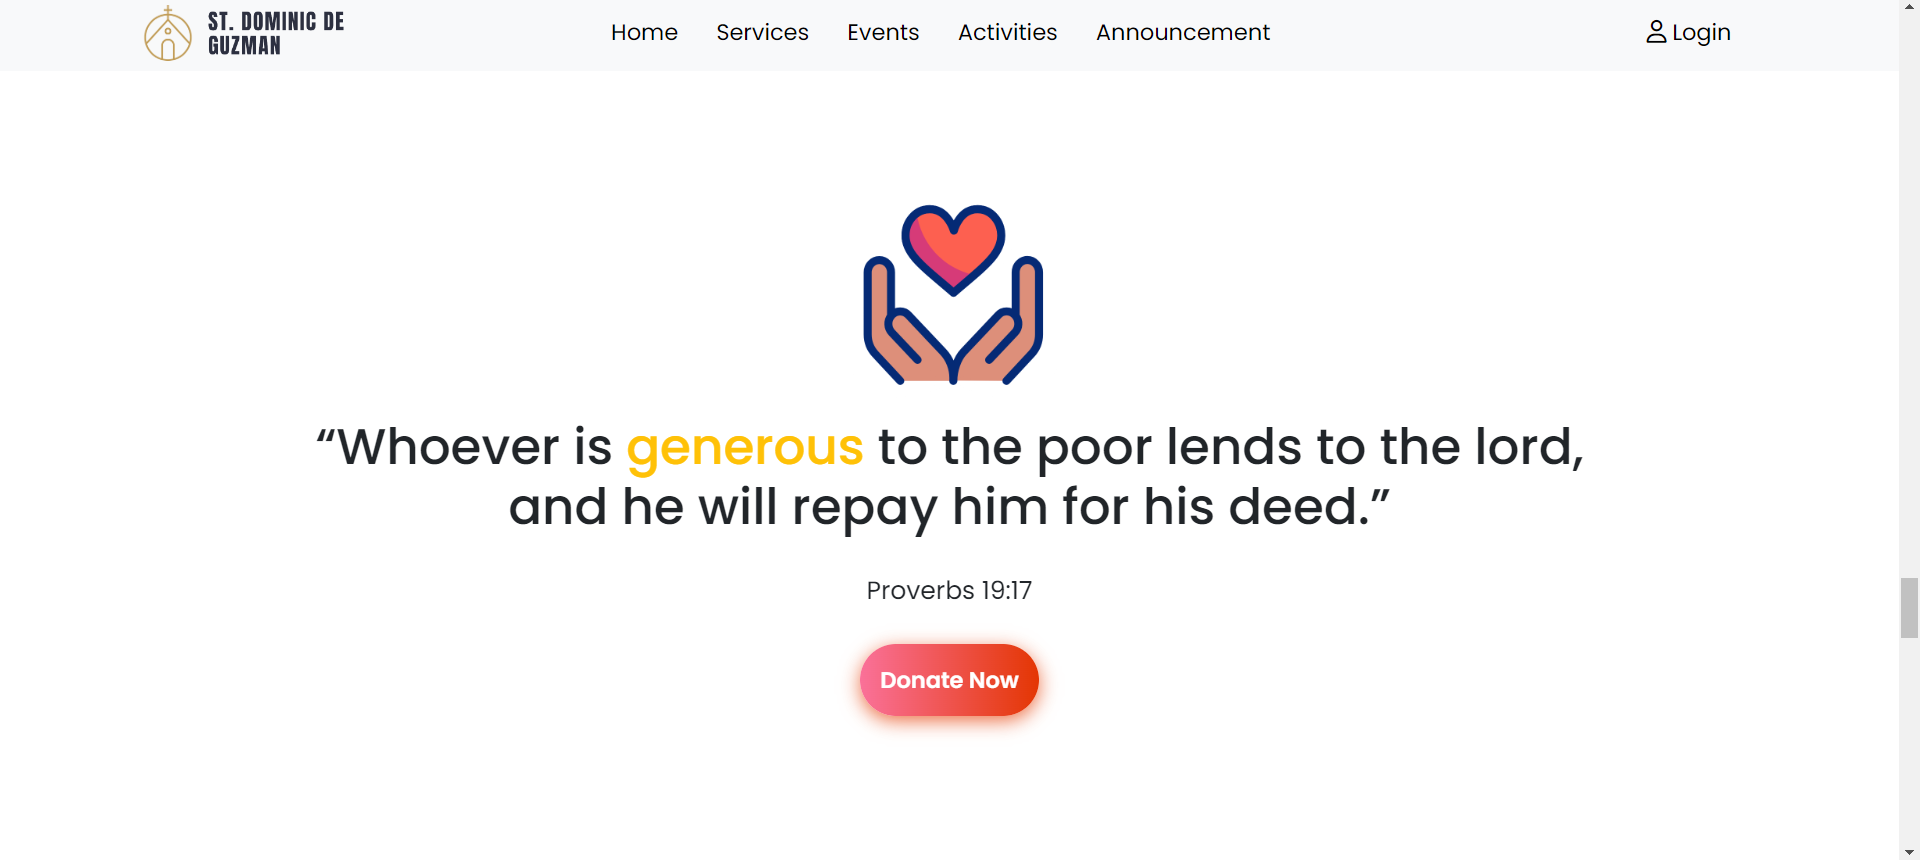 ST. DOMINIC DE
GUZMAN
Home Services Events Activities Announcement Login
“Whoever is generous to the poor lends to the lord,
and he will repay him for his deed.”
Proverbs 19:17
Donate Now